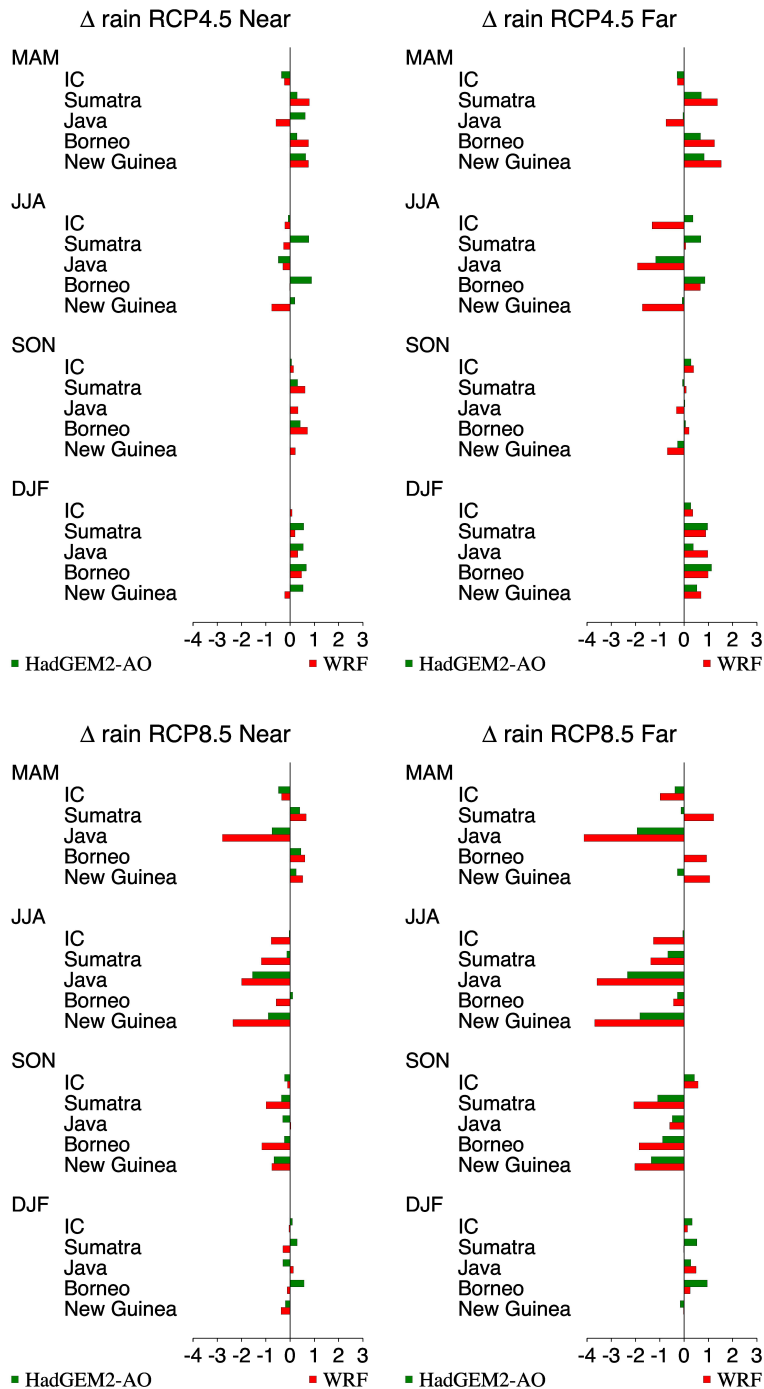 Δ rain RCP4.5 Near
MAM
IC
Sumatra
Java
Borneo
New Guinea
JJA
IC
Sumatra
Java
Borneo
New Guinea
SON
IC
Sumatra
Java
Borneo
New Guinea
DJF
IC
Sumatra
Java
Borneo
New Guinea
-4 -3 -2 -1 0 1 2 3
HadGEM2-AO WRF
Δ rain RCP4.5 Far
MAM
IC
Sumatra
Java
Borneo
New Guinea
JJA
IC
Sumatra
Java
Borneo
New Guinea
SON
IC
Sumatra
Java
Borneo
New Guinea
DJF
IC
Sumatra
Java
Borneo
New Guinea
-4 -3 -2 -1 0 1 2 3
HadGEM2-AO WRF
Δ rain RCP8.5 Near
MAM
IC
Sumatra
Java
Borneo
New Guinea
JJA
IC
Sumatra
Java
Borneo
New Guinea
SON
IC
Sumatra
Java
Borneo
New Guinea
DJF
IC
Sumatra
Java
Borneo
New Guinea
-4 -3 -2 -1 0 1 2 3
HadGEM2-AO WRF
Δ rain RCP8.5 Far
MAM
IC
Sumatra
Java
Borneo
New Guinea
JJA
IC
Sumatra
Java
Borneo
New Guinea
SON
IC
Sumatra
Java
Borneo
New Guinea
DJF
IC
Sumatra
Java
Borneo
New Guinea
-4 -3 -2 -1 0 1 2 3
HadGEM2-AO WRF